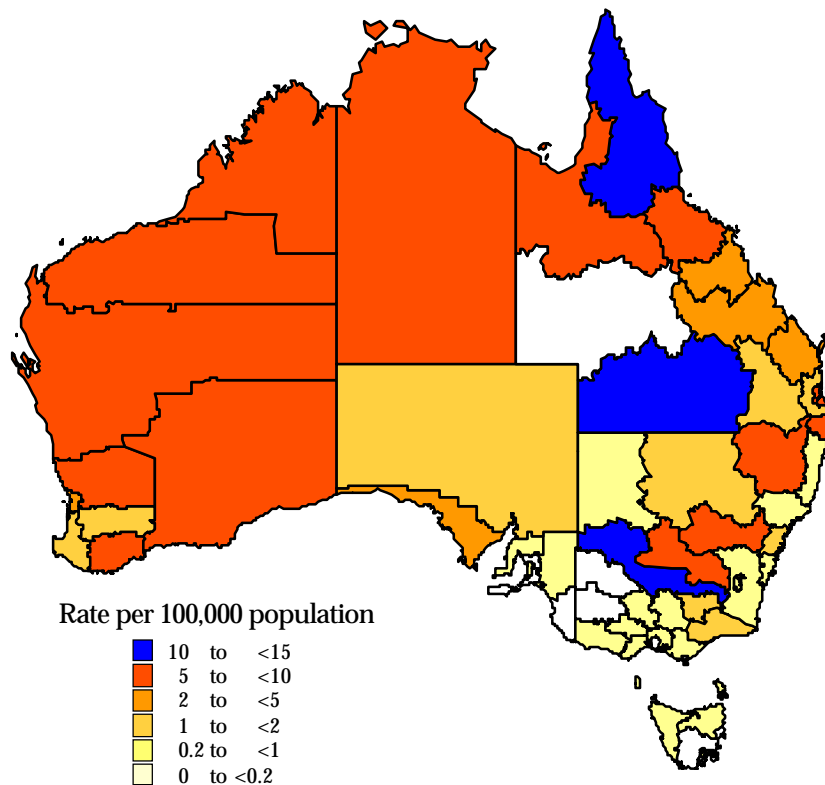 Rate per 100,000 population
10 to <15
5 to <10
2 to <5
1 to <2
0.2 to <1
0 to <0.2